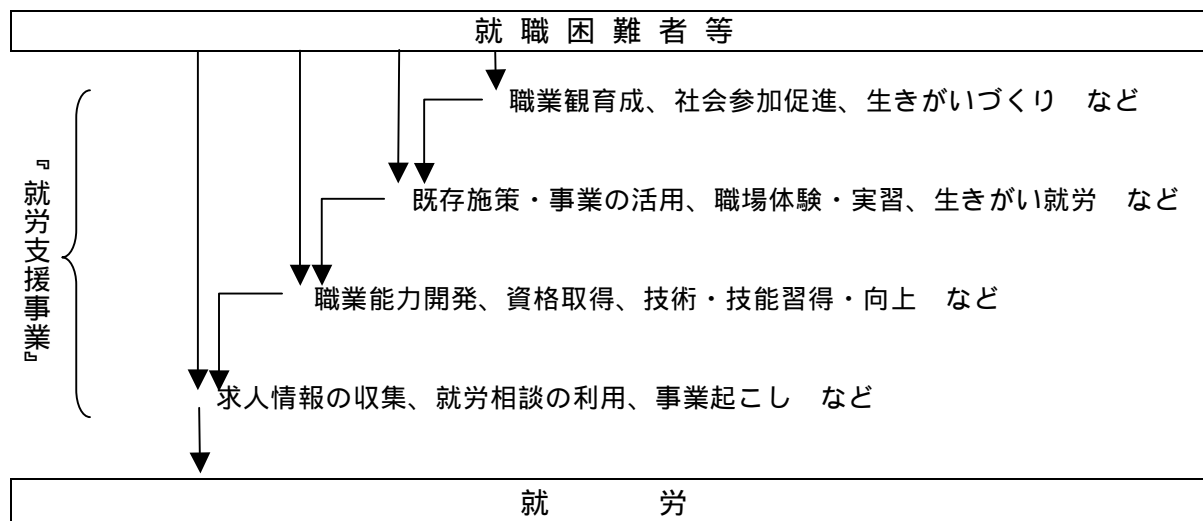 就職困難者等
職業観育成、社会参加促進、生きがいづくり　など
『就労支援事業』
既存施策・事業の活用、職場体験・実習、生きがい就労　など
職業能力開発、資格取得、技術・技能習得・向上　など
求人情報の収集、就労相談の利用、事業起こし　など
就　　　労